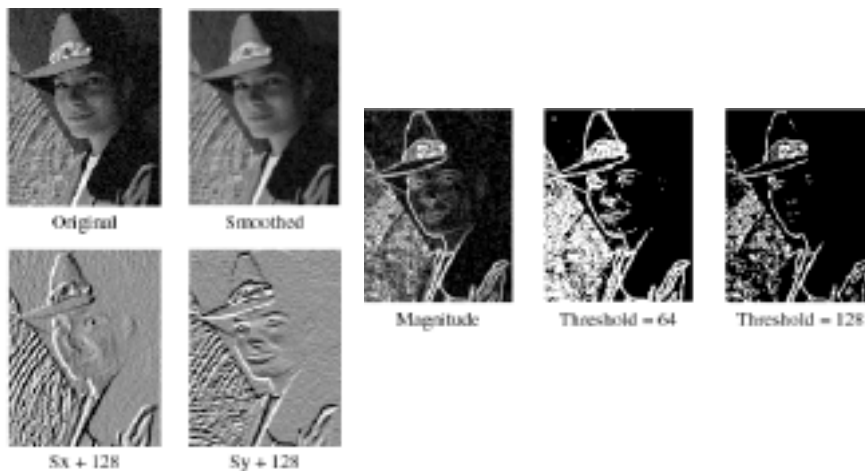 Original
Smoothed
Magnitude
Threshold = 64
Threshold = 128
Sx + 128
Sy + 128